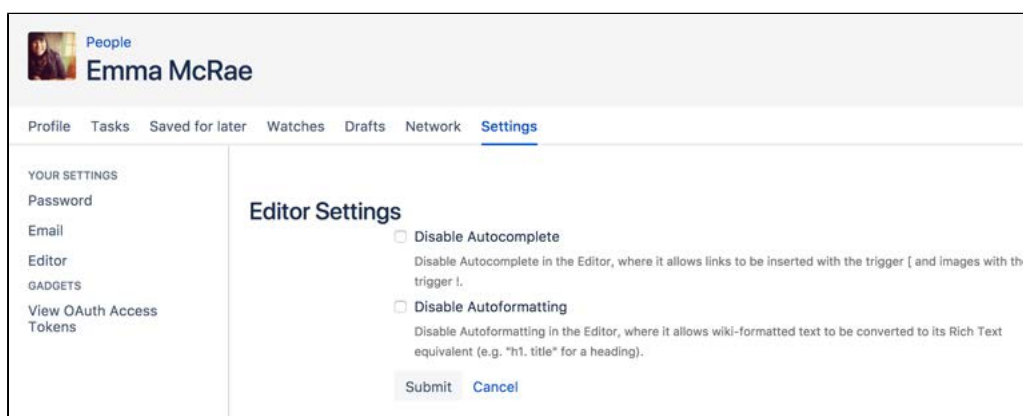 People
Emma McRae
Profile Tasks Saved for later Watches Drafts Network Settings
YOUR SETTINGS
Password
Email
Editor
GADGETS
View OAuth Access
Tokens
Editor Settings
Disable Autocomplete
Disable Autocomplete in the Editor, where it allows links to be inserted with the trigger [ and images with the
trigger !.
Disable Autoformatting
Disable Autoformatting in the Editor, where it allows wiki-formatted text to be converted to its Rich Text
equivalent (e.g. "h1. title" for a heading).
Submit Cancel